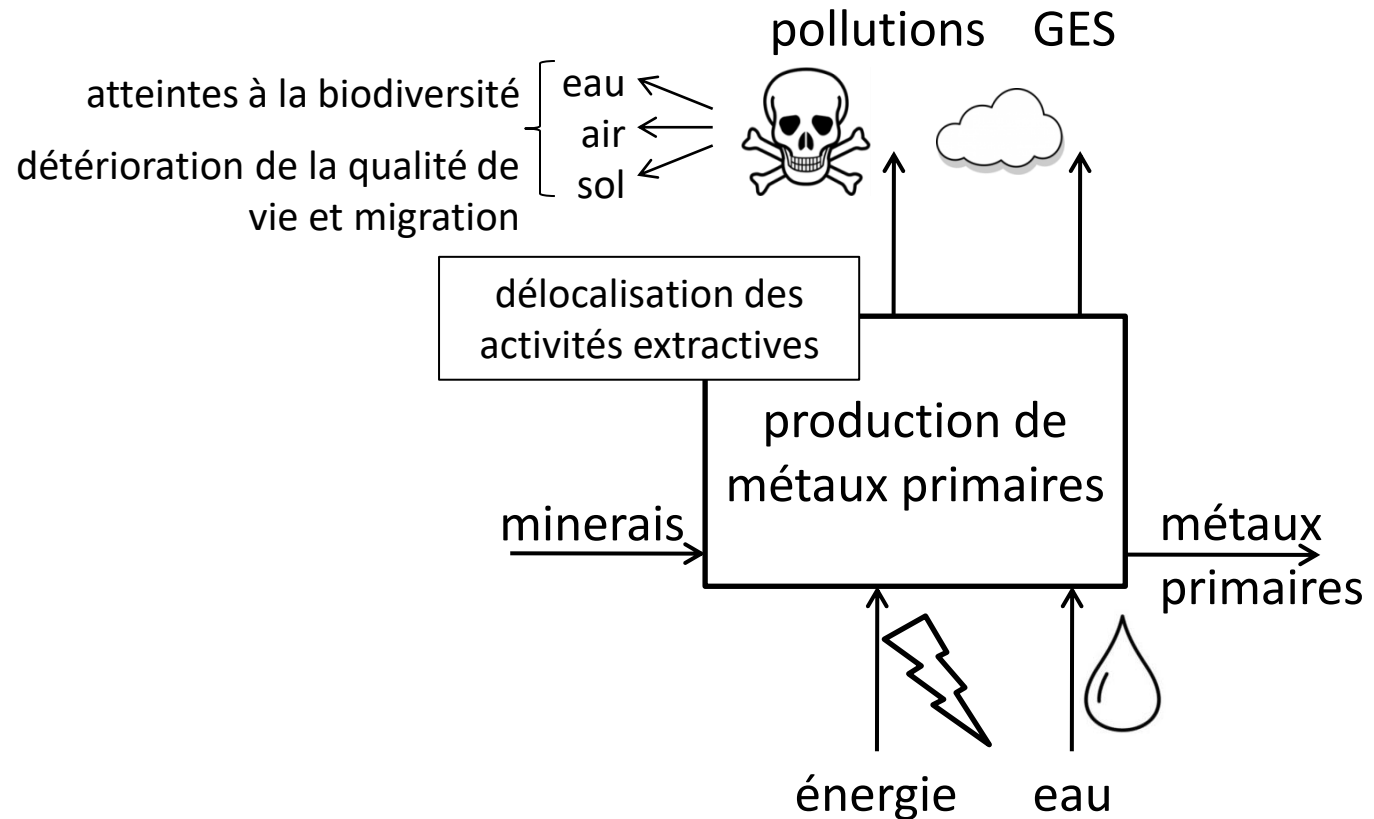 pollutions GES
atteintes à la biodiversité
détérioration de la qualité de
vie et migration
eau
air
sol
délocalisation des
activités extractives
production de
métaux primaires
minerais
métaux
primaires
énergie eau